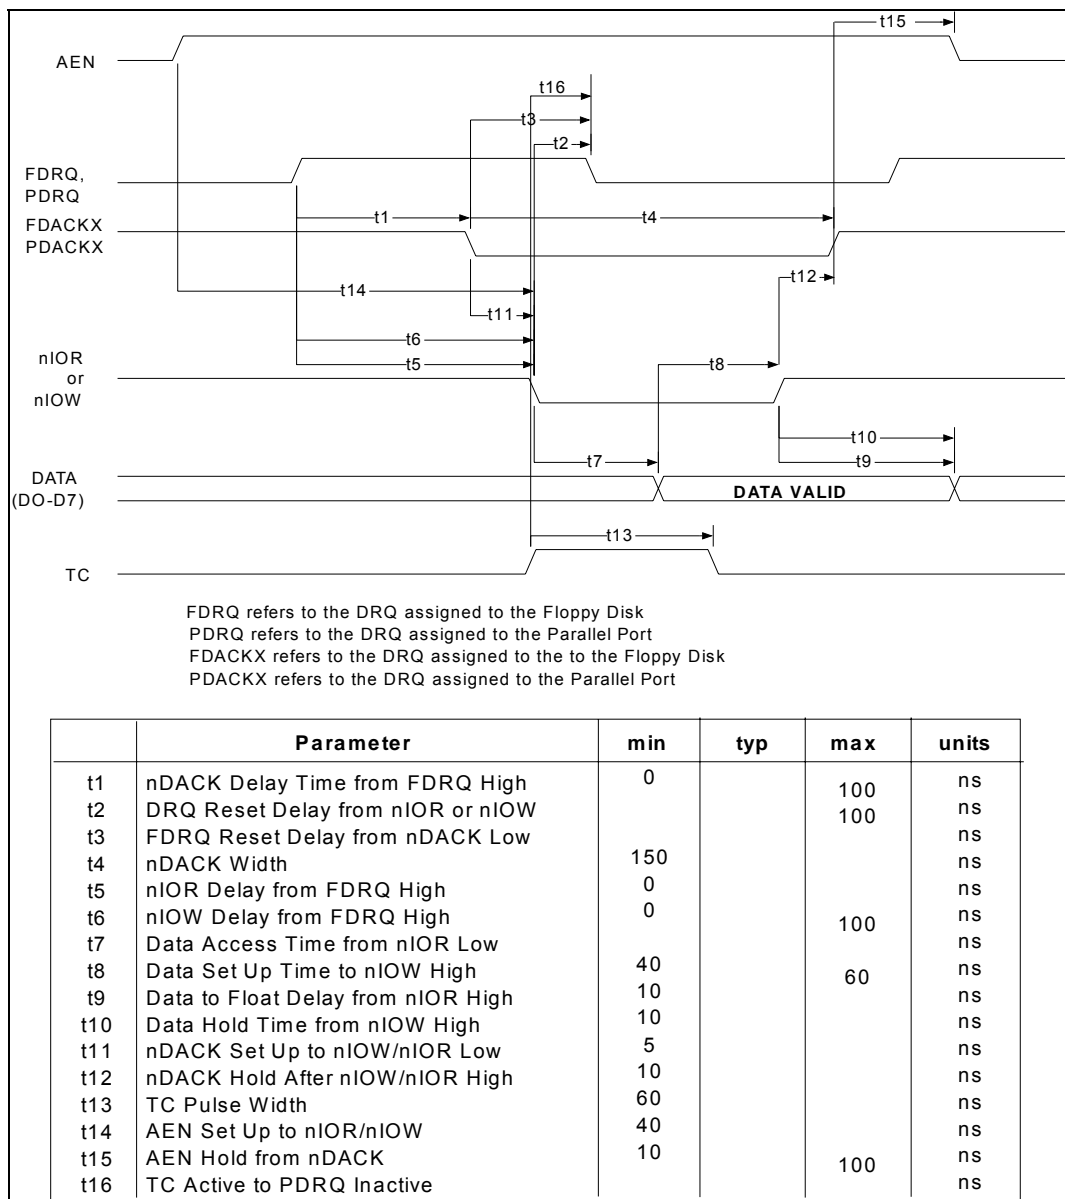 t15
AEN
t16
t3
t2
FDRQ,
PDRQ
t1
t4
FDACKX
PDACKX
t12
t14
t11
t6
nIOR
or
nIOW
t5
t8
t10
t7
t9
DATA
(DO-D7)
DATA VALID
t13
TC
FDRQ refers to the DRQ assigned to the Floppy Disk
PDRQ refers to the DRQ assigned to the Parallel Port
FDACKX refers to the DRQ assigned to the to the Floppy Disk
PDACKX refers to the DRQ assigned to the Parallel Port
Parameter min typ max units
t1 nDACK Delay Time from FDRQ High 0 ns
t2 DRQ Reset Delay from nIOR or nIOW 100 ns
t3 FDRQ Reset Delay from nDACK Low 100 ns
t4 nDACK Width 150 ns
t5 nIOR Delay from FDRQ High 0 ns
t6 nIOW Delay from FDRQ High 0 ns
t7 Data Access Time from nIOR Low 100 ns
t8 Data Set Up Time to nIOW High 40 ns
t9 Data to Float Delay from nIOR High 10 60 ns
t10 Data Hold Time from nIOW High 10 ns
t11 nDACK Set Up to nIOW/nIOR Low 5 ns
t12 nDACK Hold After nIOW/nIOR High 10 ns
t13 TC Pulse Width 60 ns
t14 AEN Set Up to nIOR/nIOW 40 ns
t15 AEN Hold from nDACK 10 ns
t16 TC Active to PDRQ Inactive 100 ns